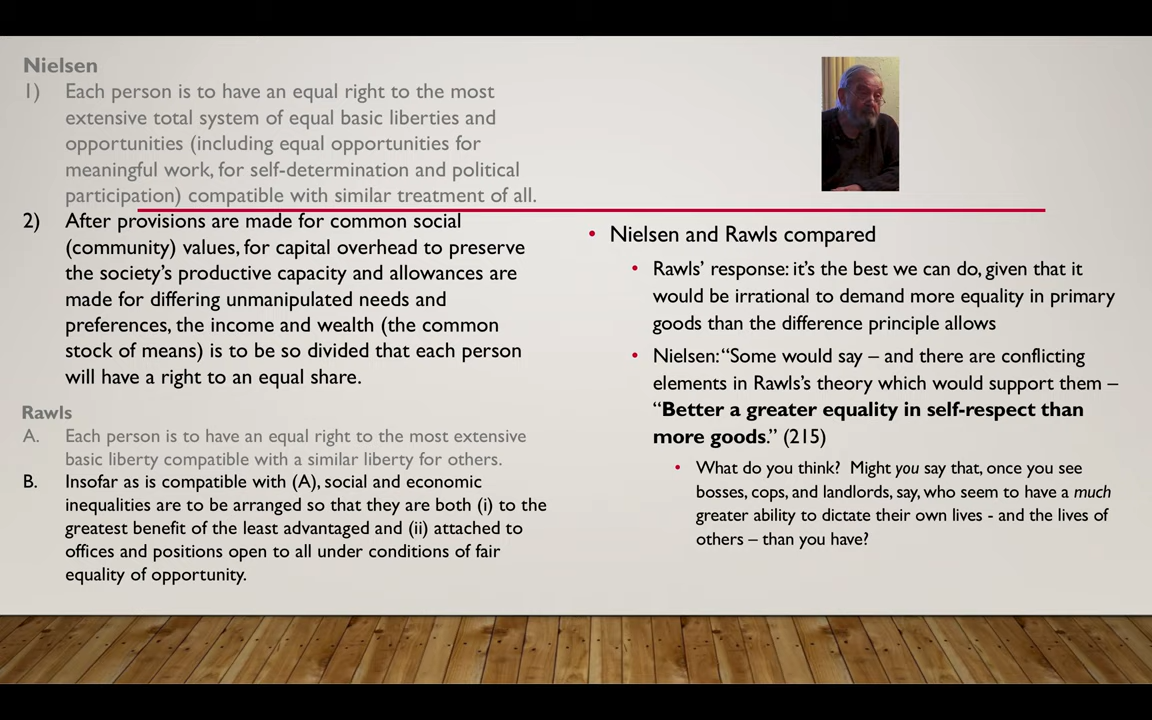 Nielsen
1) Each person is to have an equal right to the most
extensive total system of equal basic liberties and
opportunities (including equal opportunities for
meaningful work, for self-determination and political
participation) compatible with similar treatment of all.
2) After provisions are made for common social
(community) values, for capital overhead to preserve
the society's productive capacity and allowances are
made for differing unmanipulated needs and
preferences, the income and wealth (the common
stock of means) is to be so divided that each person
will have a right to an equal share.
Rawls
A. Each person is to have an equal right to the most extensive
basic liberty compatible with a similar liberty for others.
B. Insofar as is compatible with (A), social and economic
inequalities are to be arranged so that they are both (i) to the
greatest benefit of the least advantaged and (ii) attached to
offices and positions open to all under conditions of fair
equality of opportunity.
• Nielsen and Rawls compared
• Rawls' response: it's the best we can do, given that it
would be irrational to demand more equality in primary
goods than the difference principle allows
• Nielsen: "Some would say – and there are conflicting
elements in Rawls's theory which would support them –
"Better a greater equality in self-respect than
more goods." (215)
• What do you think? Might you say that, once you see
bosses, cops, and landlords, say, who seem to have a much
greater ability to dictate their own lives - and the lives of
others – than you have?